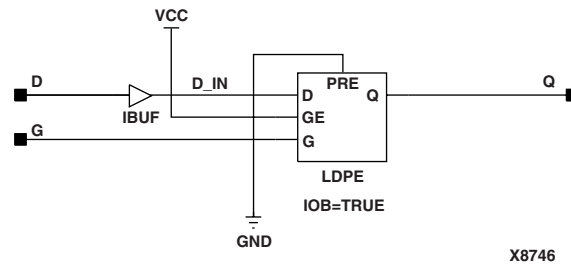 VCC
D
D_IN
PRE
Q
D
Q
IBUF
GE
G
G
LDPE
IOB=TRUE
GND
X8746